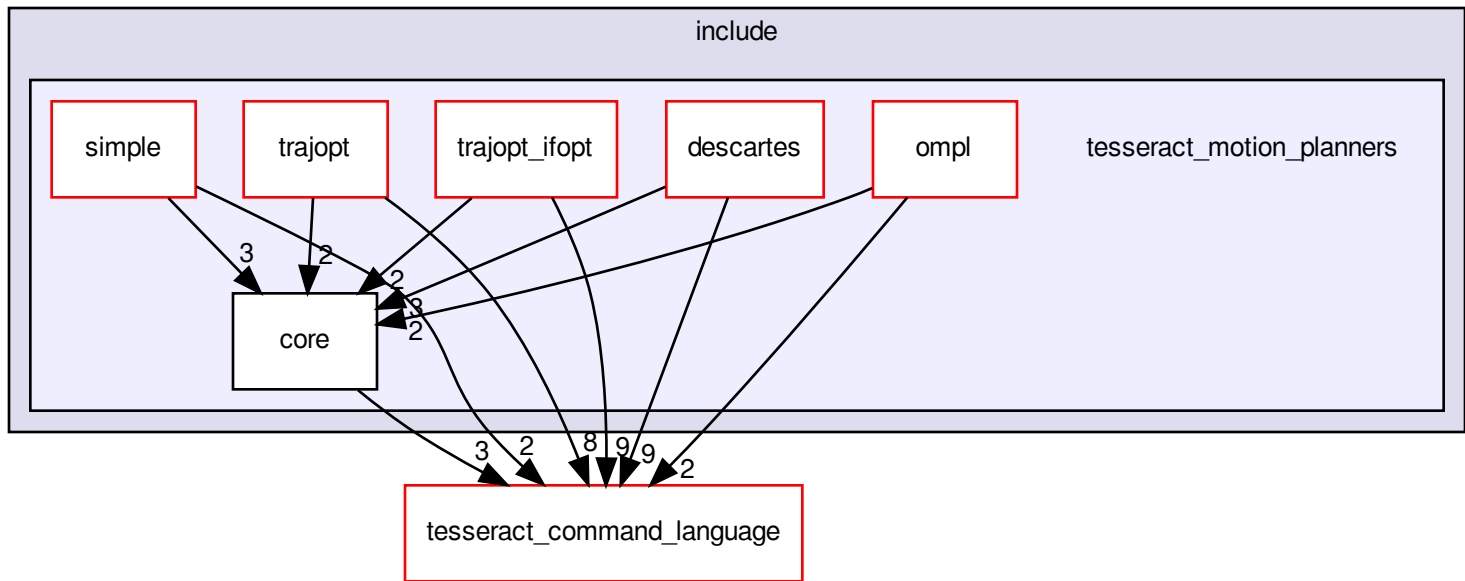 include
simple
trajopt
trajopt_ifopt
descartes
ompl
tesseract_motion_planners
3
2
2
3
2
core
3
2
8
9
9
2
tesseract_command_language